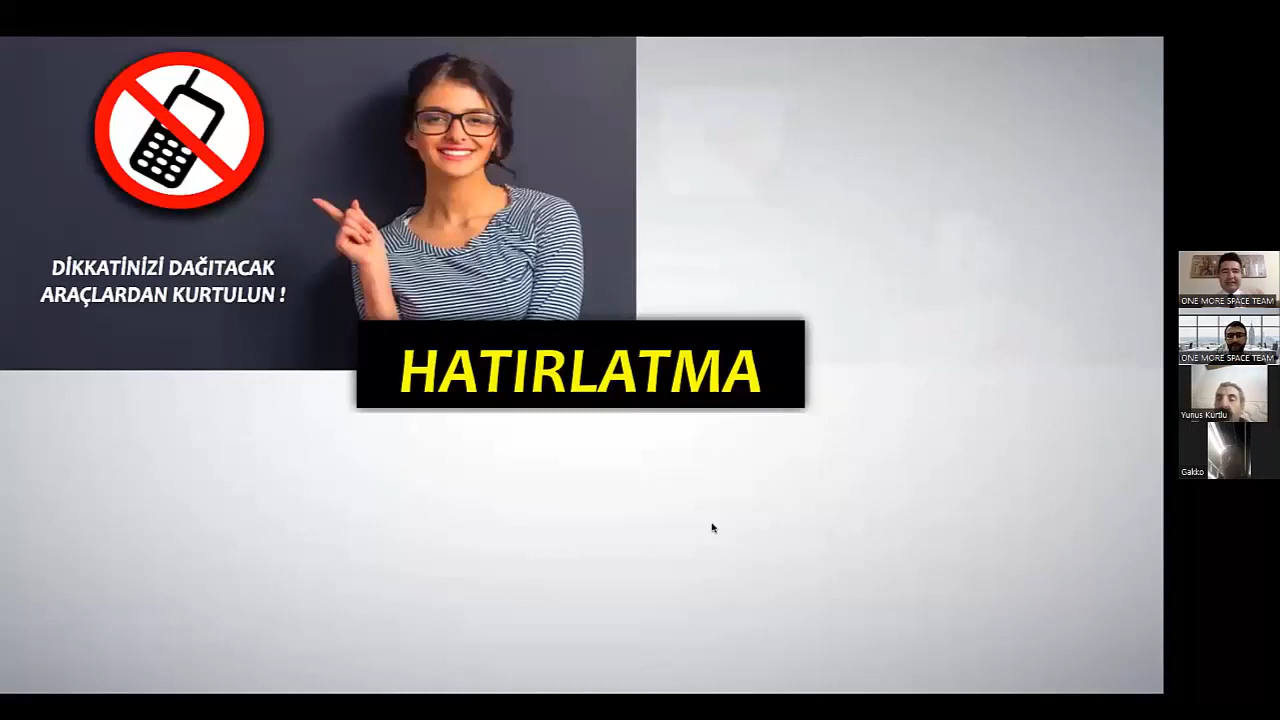 DİKKATİNİZİ DAĞITACAK
ARAÇLARDAN KURTULUN !
HATIRLATMA
ONE MORE SPACE TEAM
ONE MORE SPACE TEAM
Yunus Kurtlu
Gakko